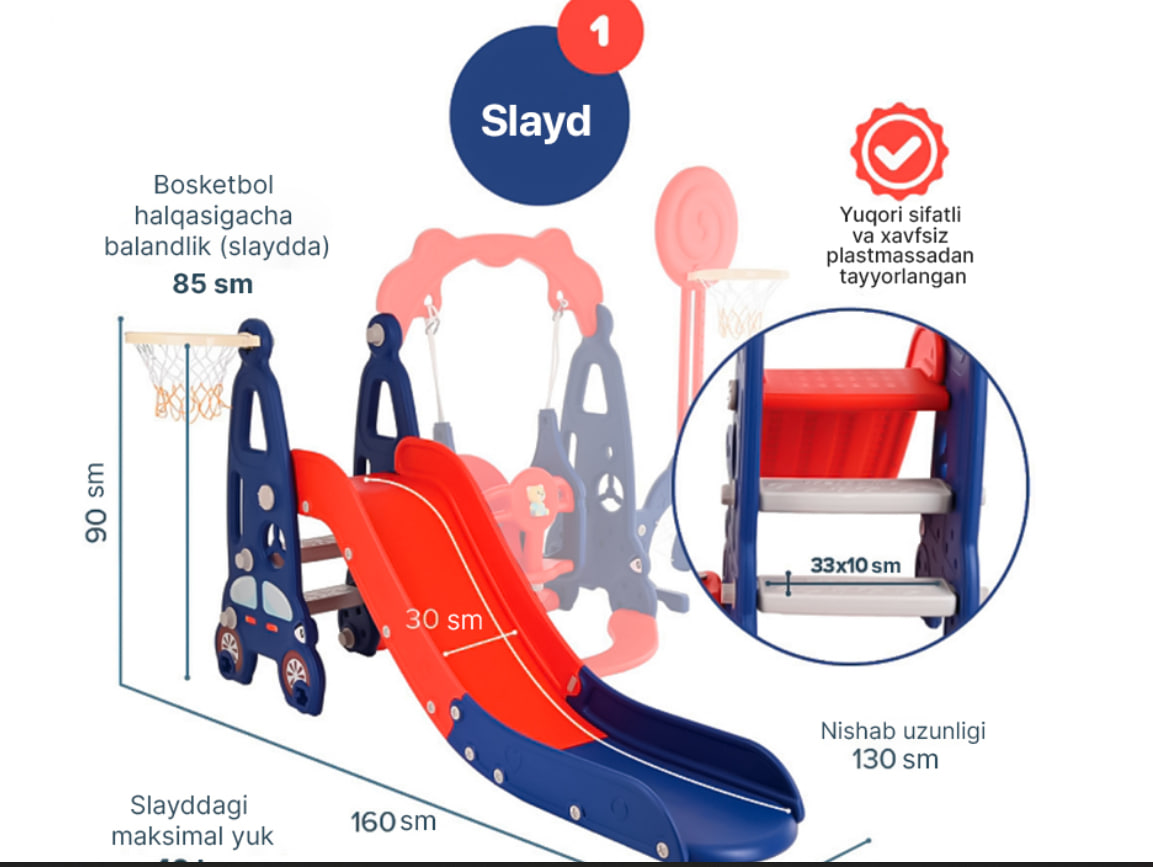 1
Slayd
Bosketbol
halqasigacha
balandlik (slaydda)
85 sm
Yuqori sifatli
va xavfsiz
plastmassadan
tayyorlangan
90 sm
33x10 sm
30 sm
Nishab uzunligi
130 sm
160 sm
Slayddagi
maksimal yuk